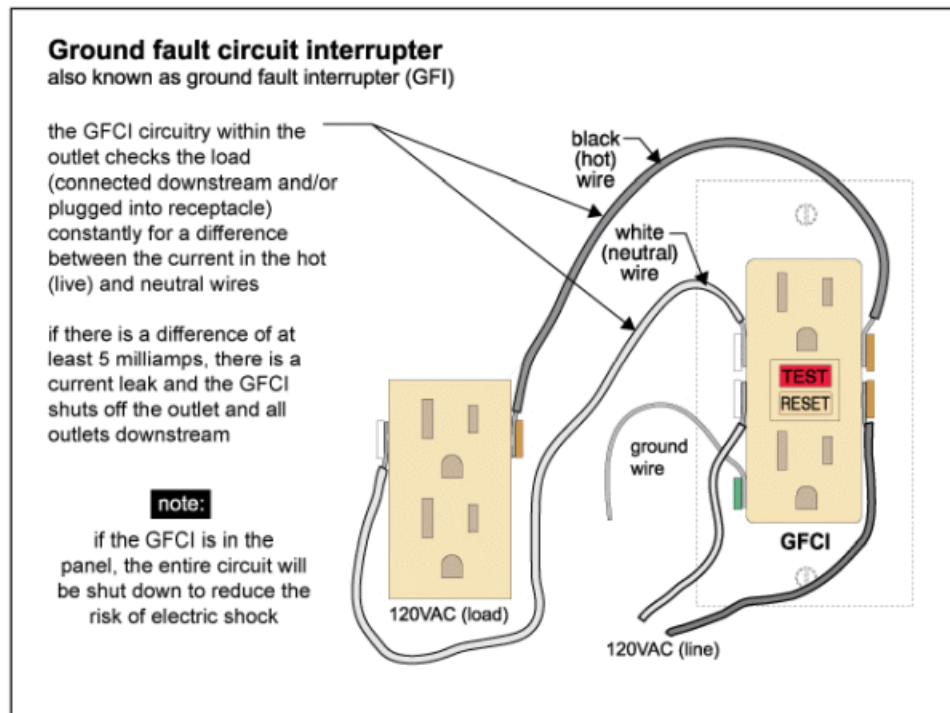 Ground fault circuit interrupter
also known as ground fault interrupter (GFI)
the GFCI circuitry within the
outlet checks the load
(connected downstream and/or
plugged into receptacle)
constantly for a difference
between the current in the hot
(live) and neutral wires
if there is a difference of at
least 5 milliamps, there is a
current leak and the GFCI
shuts off the outlet and all
outlets downstream
note:
if the GFCI is in the
panel, the entire circuit will
be shut down to reduce the
risk of electric shock
black
(hot)
wire
white
(neutral)
wire
TEST
RESET
ground
wire
GFCI
120VAC (load)
120VAC (line)